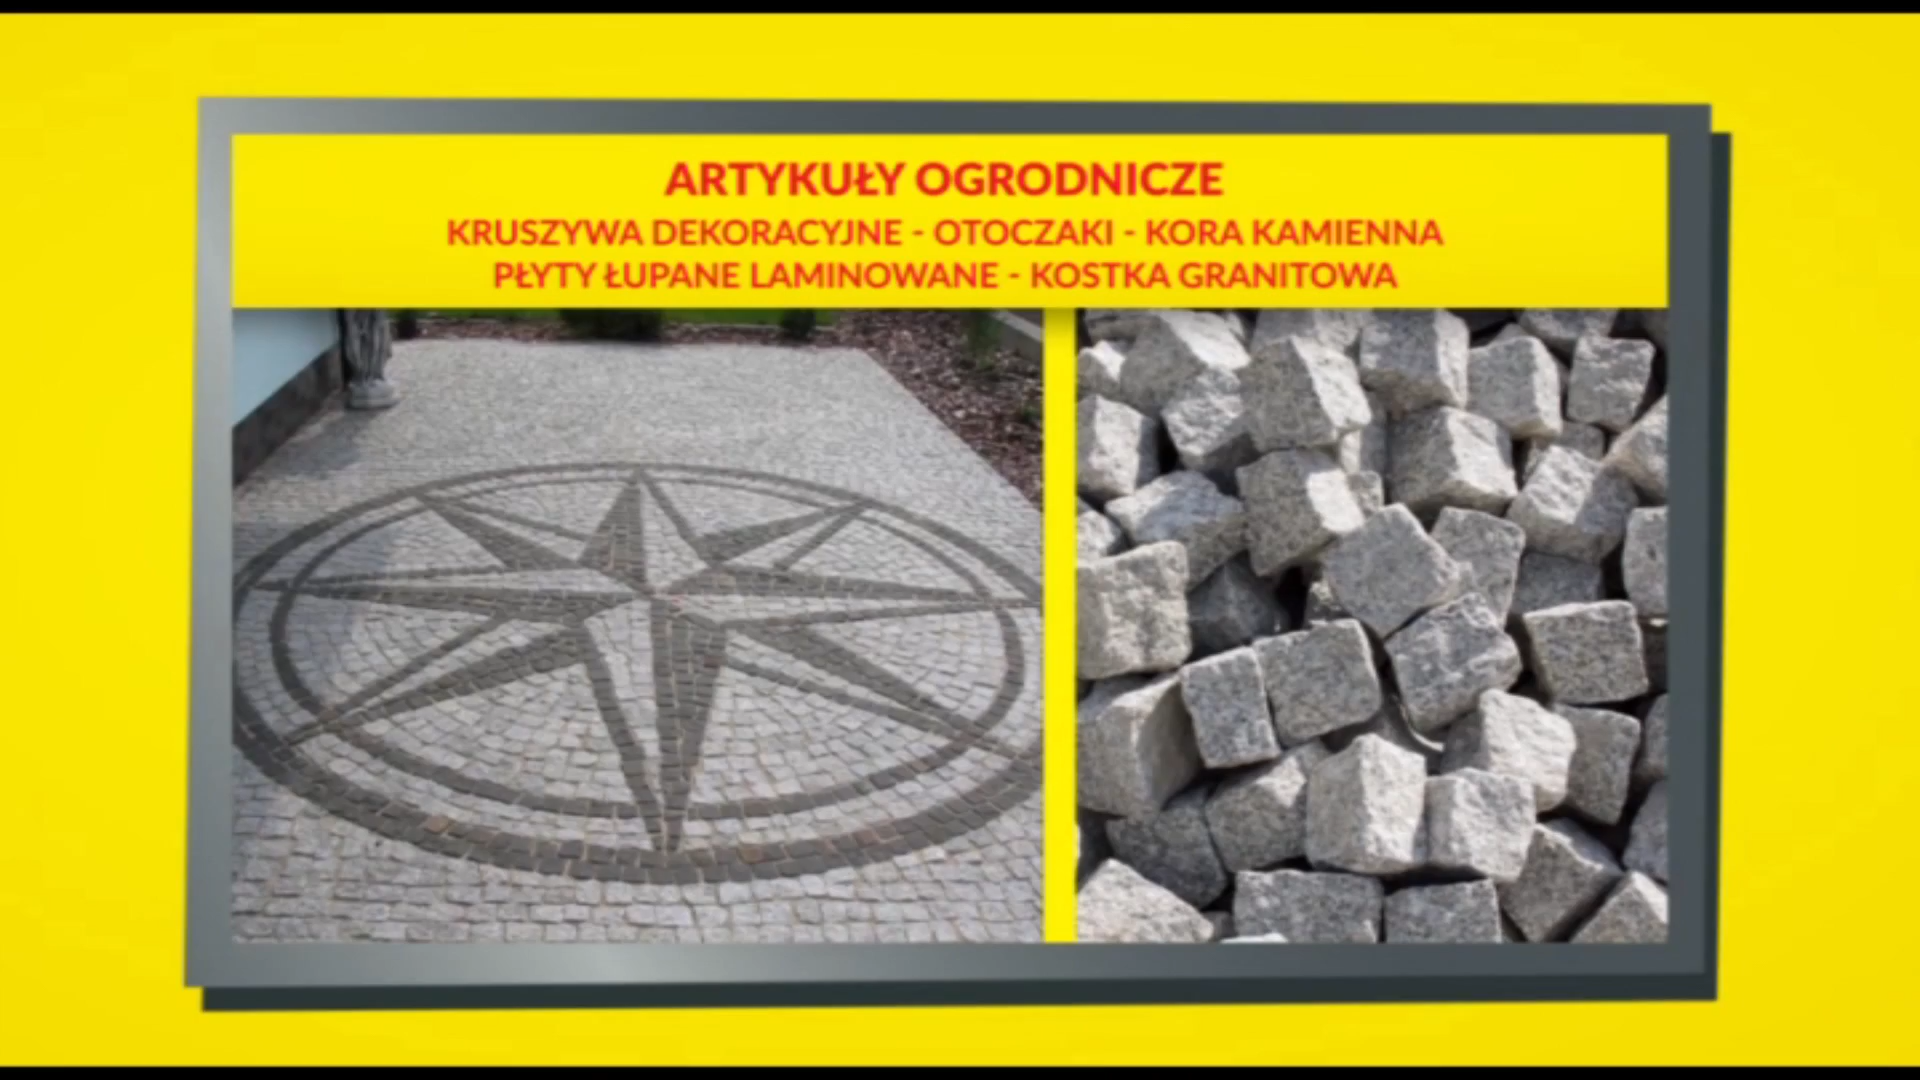 ARTYKUŁY OGRODNICZE
KRUSZYWA DEKORACYJNE - OTOCZAKI - KORA KAMIENNA
PŁYTY ŁUPANE LAMINOWANE - KOSTKA GRANITOWA